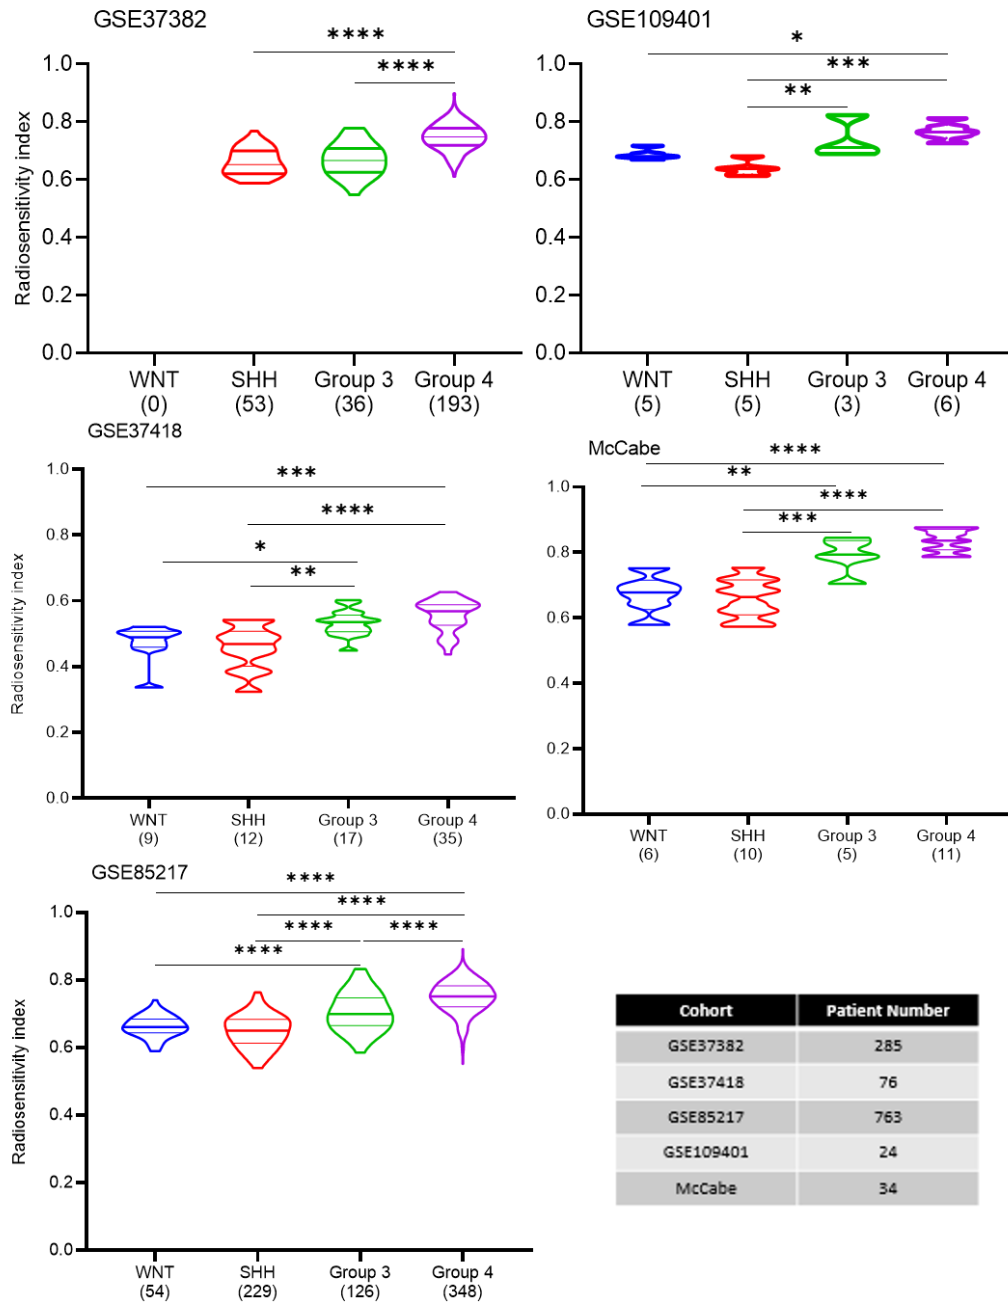 GSE37382
****
****
1.0
0.8
0.6
0.4
0.2
0.0
Radiosensitivity index
WNT SHH Group 3 Group 4
(0) (53) (36) (193)
GSE109401
*
***
**
1.0
0.8
0.6
0.4
0.2
0.0
WNT SHH Group 3 Group 4
(5) (5) (3) (6)
GSE37418
***
****
*
**
1.0
0.8
0.6
0.4
0.2
0.0
Radiosensitivity index
WNT SHH Group 3 Group 4
(9) (12) (17) (35)
McCabe
****
**
****
***
1.0
0.8
0.6
0.4
0.2
0.0
WNT SHH Group 3 Group 4
(6) (10) (5) (11)
GSE85217
****
****
**** ****
****
1.0
0.8
0.6
0.4
0.2
0.0
Radiosensitivity index
WNT SHH Group 3 Group 4
(54) (229) (126) (348)
Cohort Patient Number
GSE37382 285
GSE37418 76
GSE85217 763
GSE109401 24
McCabe 34